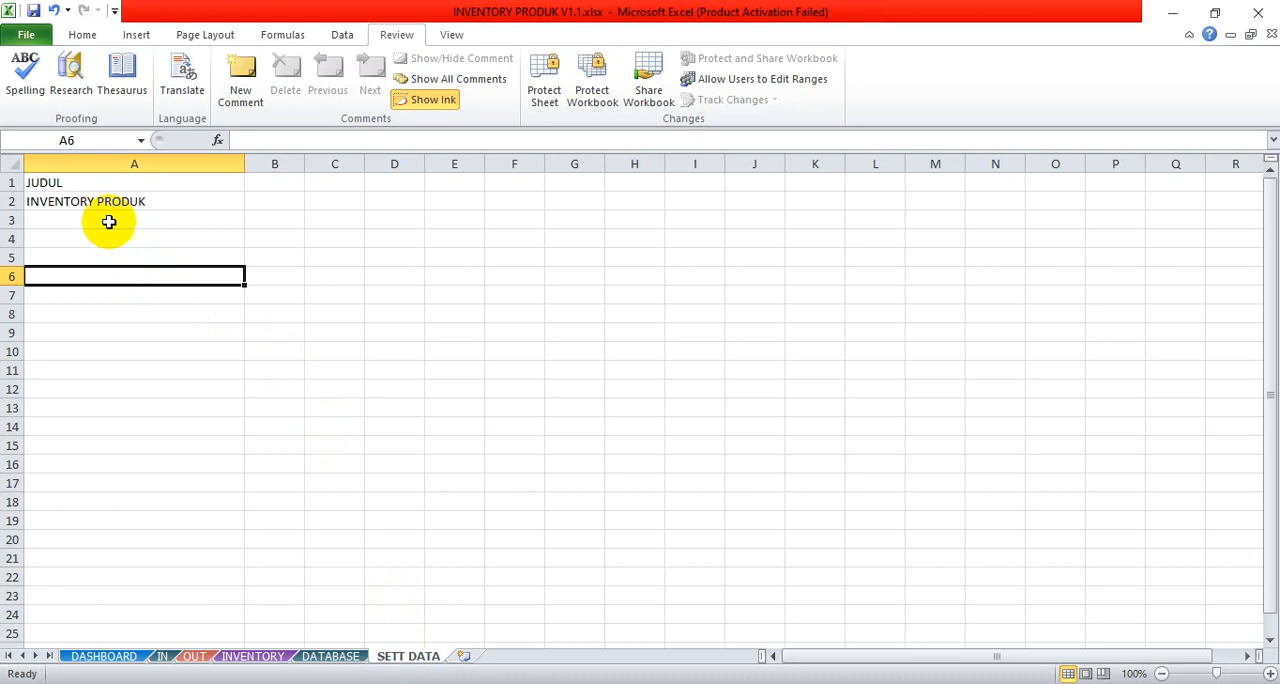 INVENTORY PRODUK V1.1.xlsx - Microsoft Excel (Product Activation Failed)
File Home Insert Page Layout Formulas Data Review View
ABC
Spelling Research Thesaurus
Proofing
Translate
Language
New Comment
Delete Previous Next
Show/Hide Comment
Show All Comments
Show Ink
Comments
Protect Sheet
Protect Workbook
Share Workbook
Protect and Share Workbook
Allow Users to Edit Ranges
Track Changes
Changes
A6 fx
A B C D E F G H I J K L M N O P Q R
1 JUDUL
2 INVENTORY PRODUK
3
4
5
6
7
8
9
10
11
12
13
14
15
16
17
18
19
20
21
22
23
24
25
DASHBOARD IN OUT INVENTORY DATABASE SETT DATA
Ready 100%